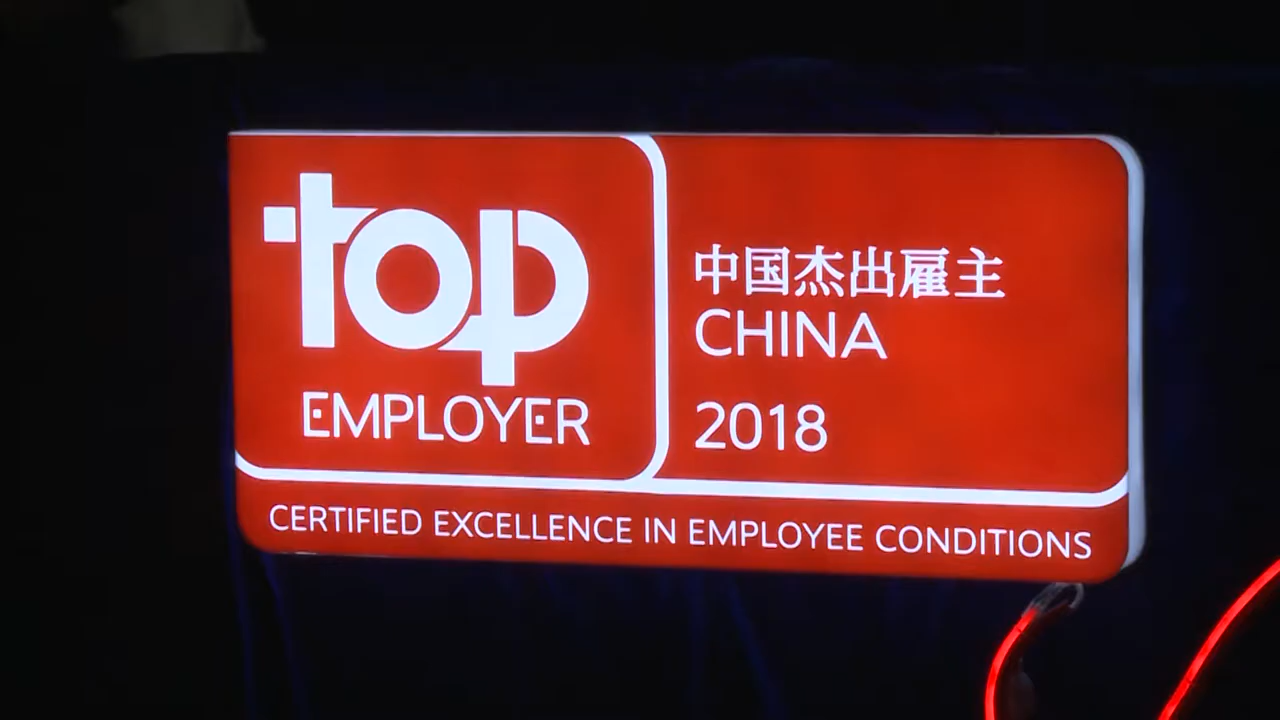 top
EMPLOYER
中国杰出雇主
CHINA
2018
CERTIFIED EXCELLENCE IN EMPLOYEE CONDITIONS